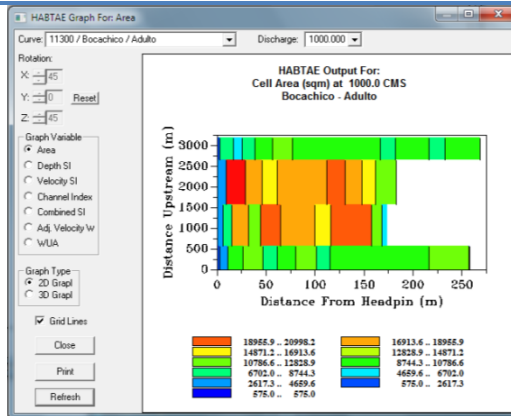 HABTAE Graph For: Area
Curve: 11300 / Bocachico / Adulto Discharge: 1000.000
Rotation:
X: 45
Y: 0 Reset
Z: 45
Graph Variable
Area
Depth SI
Velocity SI
Channel Index
Combined SI
Adj. Velocity W
WUA
Graph Type
2D Grapl
3D Grapl
Grid Lines
Close
Print
Refresh
HABTAE Output For:
Cell Area (sqm) at 1000.0 CMS
Bocachico - Adulto
Distance Upstream (m)
3000
2500
2000
1500
1000
500
0
0 50 100 150 200 250
Distance From Headpin (m)
18955.9 .. 20998.2 16913.6 .. 18955.9
14871.2 .. 16913.6 12828.9 .. 14871.2
10786.6 .. 12828.9 8744.3 .. 10786.6
6702.0 .. 8744.3 4659.6 .. 6702.0
2617.3 .. 4659.6 575.0 .. 2617.3
575.0 .. 575.0